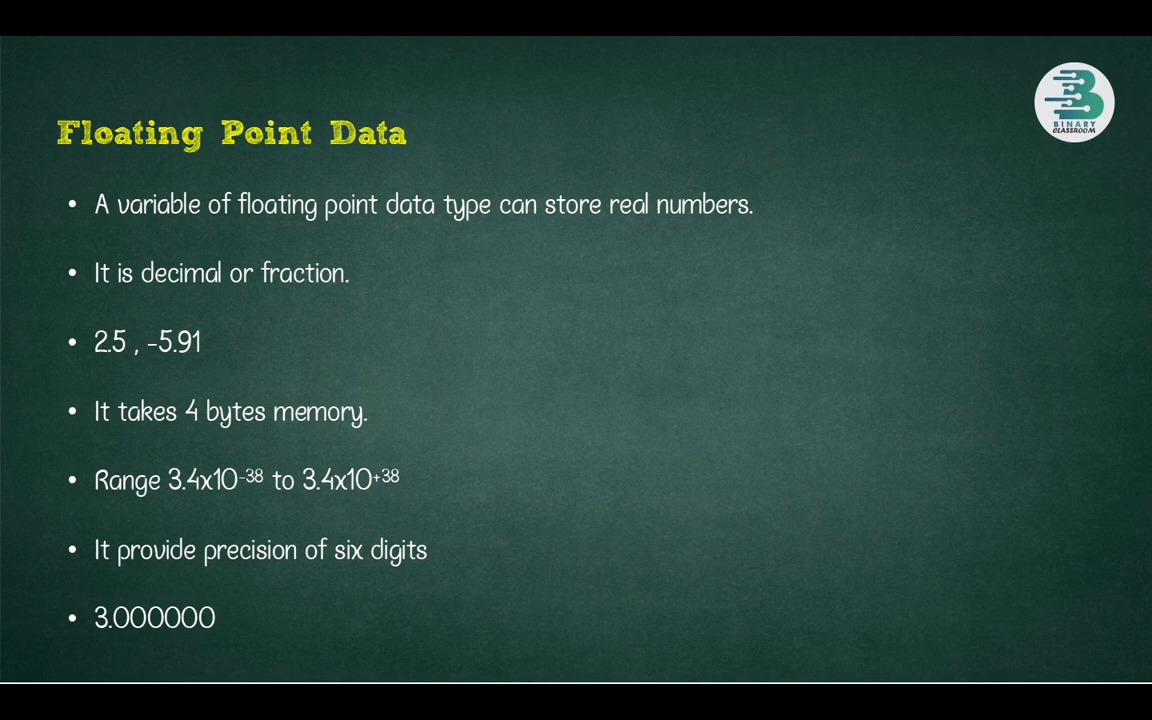 BINARY
CLASSROOM
Floating Point Data
• A variable of floating point data type can store real numbers.
• It is decimal or fraction.
• 2.5 , -5.91
• It takes 4 bytes memory.
• Range 3.4x10⁻³⁸ to 3.4x10⁺³⁸
• It provide precision of six digits
• 3.000000